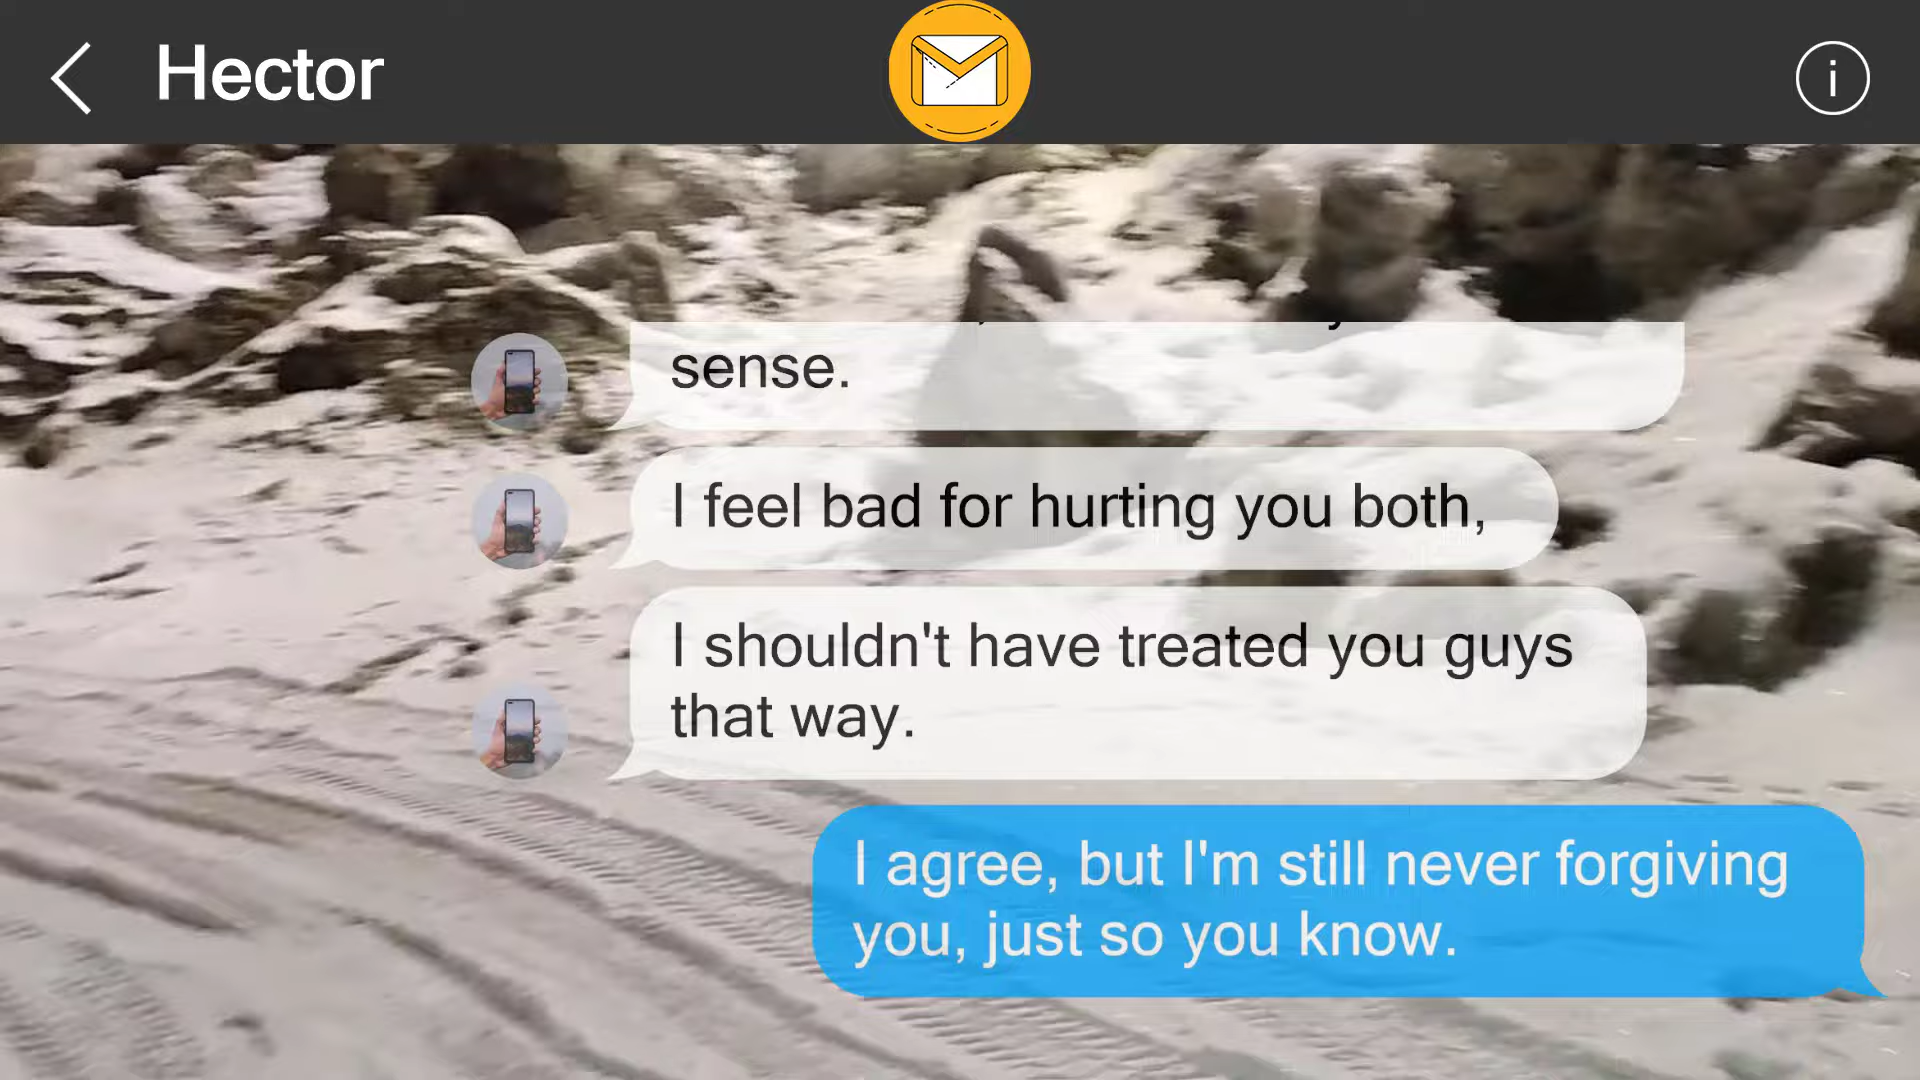 Hector
sense.
I feel bad for hurting you both,
I shouldn't have treated you guys
that way.
I agree, but I'm still never forgiving
you, just so you know.